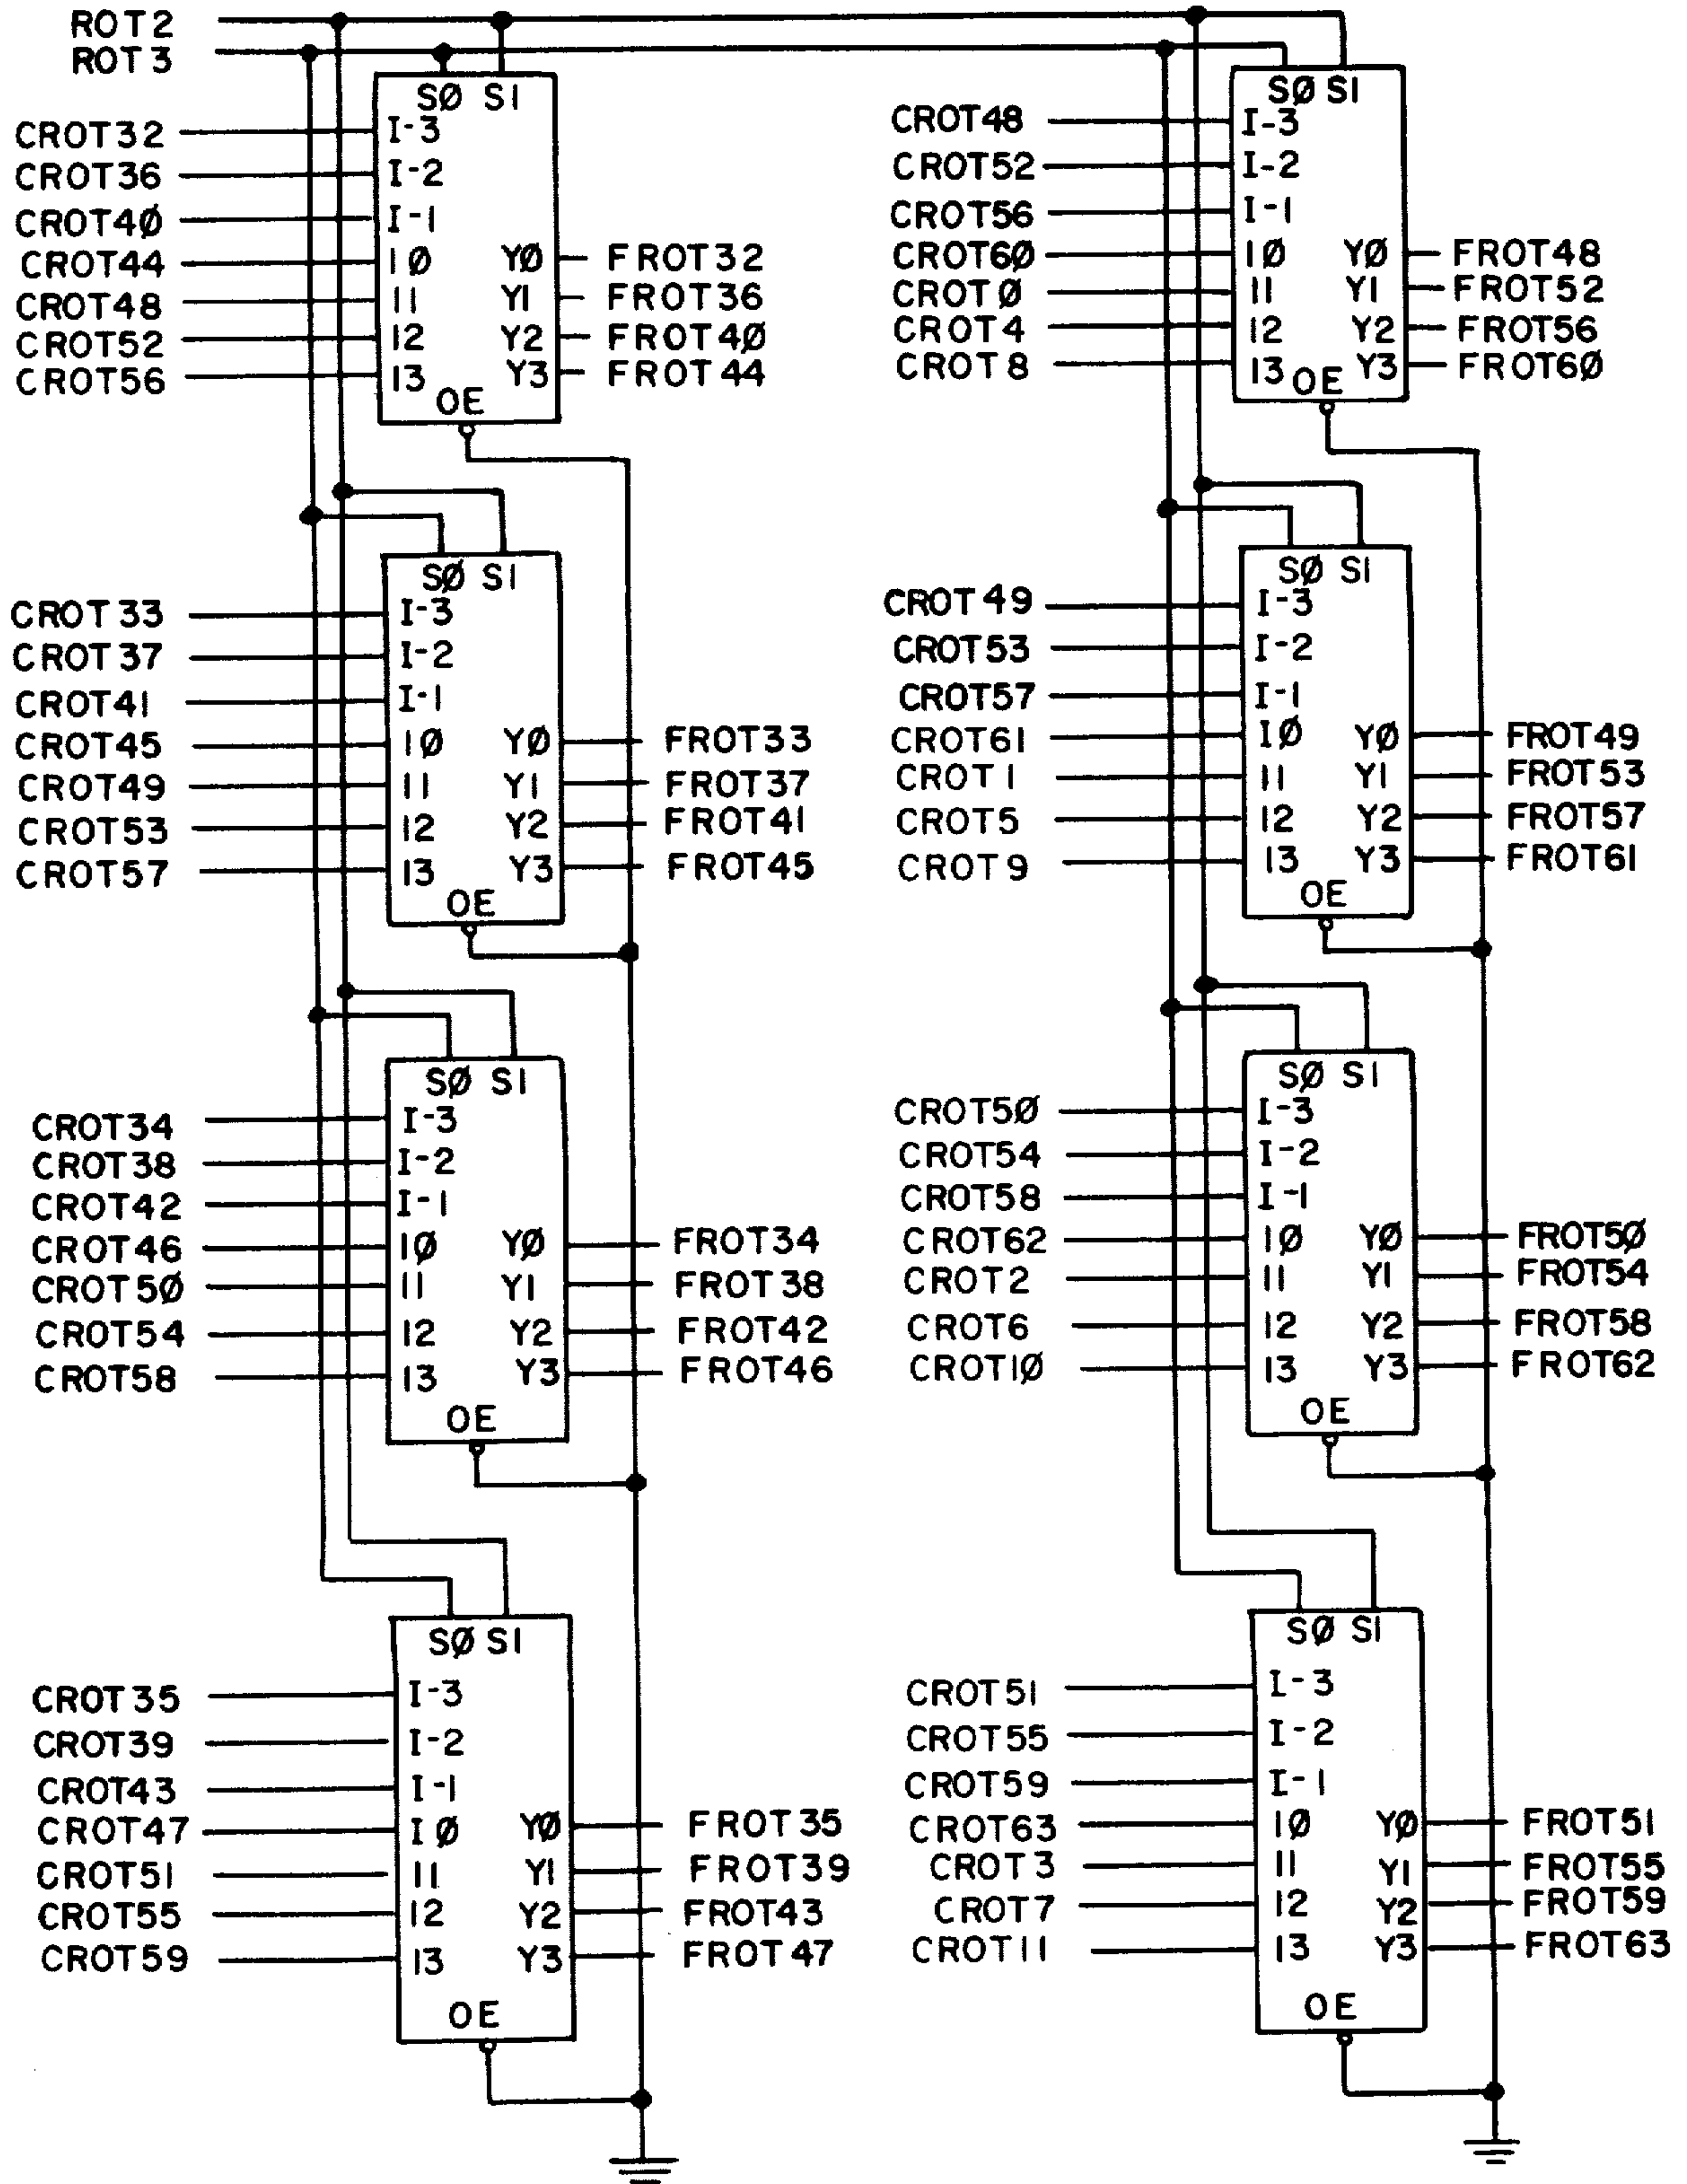 ROT2
ROT3
SØ S1
CROT32 I-3
CROT36 I-2
CROT4Ø I-1
CROT44 IØ YØ FROT32
CROT48 I1 Y1 FROT36
CROT52 I2 Y2 FROT4Ø
CROT56 I3 Y3 FROT44
OE
SØ S1
CROT33 I-3
CROT37 I-2
CROT41 I-1
CROT45 IØ YØ FROT33
CROT49 I1 Y1 FROT37
CROT53 I2 Y2 FROT41
CROT57 I3 Y3 FROT45
OE
SØ S1
CROT34 I-3
CROT38 I-2
CROT42 I-1
CROT46 IØ YØ FROT34
CROT5Ø I1 Y1 FROT38
CROT54 I2 Y2 FROT42
CROT58 I3 Y3 FROT46
OE
SØ S1
CROT35 I-3
CROT39 I-2
CROT43 I-1
CROT47 IØ YØ FROT35
CROT51 I1 Y1 FROT39
CROT55 I2 Y2 FROT43
CROT59 I3 Y3 FROT47
OE
SØ S1
CROT48 I-3
CROT52 I-2
CROT56 I-1
CROT6Ø IØ YØ FROT48
CROTØ I1 Y1 FROT52
CROT4 I2 Y2 FROT56
CROT8 I3 Y3 FROT6Ø
OE
SØ S1
CROT49 I-3
CROT53 I-2
CROT57 I-1
CROT61 IØ YØ FROT49
CROT1 I1 Y1 FROT53
CROT5 I2 Y2 FROT57
CROT9 I3 Y3 FROT61
OE
SØ S1
CROT5Ø I-3
CROT54 I-2
CROT58 I-1
CROT62 IØ YØ FROT5Ø
CROT2 I1 Y1 FROT54
CROT6 I2 Y2 FROT58
CROT1Ø I3 Y3 FROT62
OE
SØ S1
CROT51 I-3
CROT55 I-2
CROT59 I-1
CROT63 IØ YØ FROT51
CROT3 I1 Y1 FROT55
CROT7 I2 Y2 FROT59
CROT11 I3 Y3 FROT63
OE